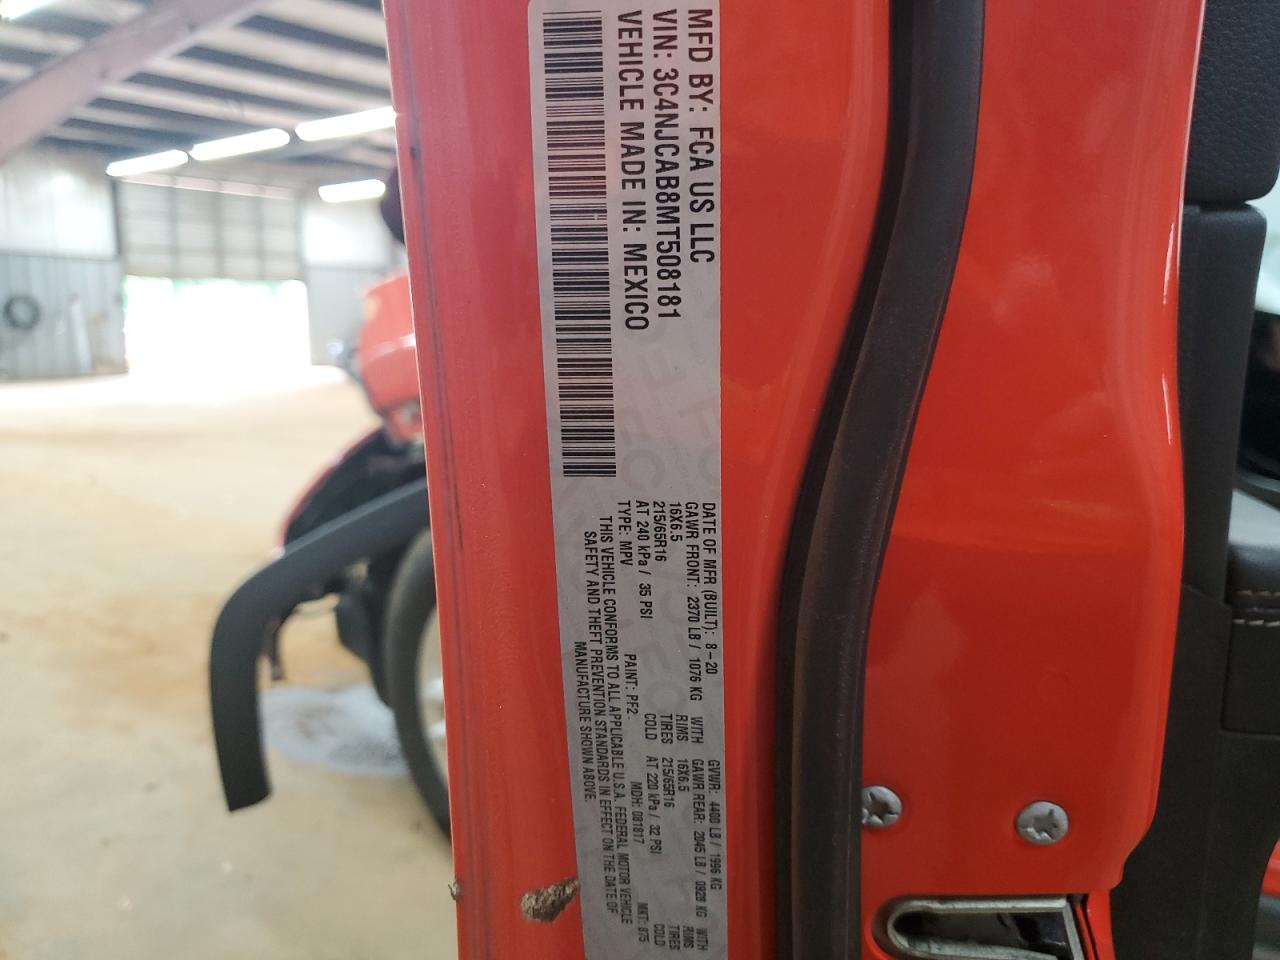 MFD BY: FCA US LLC
VIN: 3C4NJCAB8MT508181
VEHICLE MADE IN: MEXICO
DATE OF MFR (BUILT): 8-20 GVWR: 4400 LB / 1996 KG
GAWR FRONT: 2370 LB / 1076 KG WITH GAWR REAR: 2045 LB / 0928 KG WITH
16X6.5 RIMS 16X6.5 RIMS
215/65R16 TIRES 215/65R16 TIRES
AT 240 kPa / 35 PSI COLD AT 220 kPa / 32 PSI COLD
TYPE: MPV PAINT: PF2 MDH: 081817 MKT: 875
THIS VEHICLE CONFORMS TO ALL APPLICABLE U.S.A. FEDERAL MOTOR VEHICLE
SAFETY AND THEFT PREVENTION STANDARDS IN EFFECT ON THE DATE OF
MANUFACTURE SHOWN ABOVE.